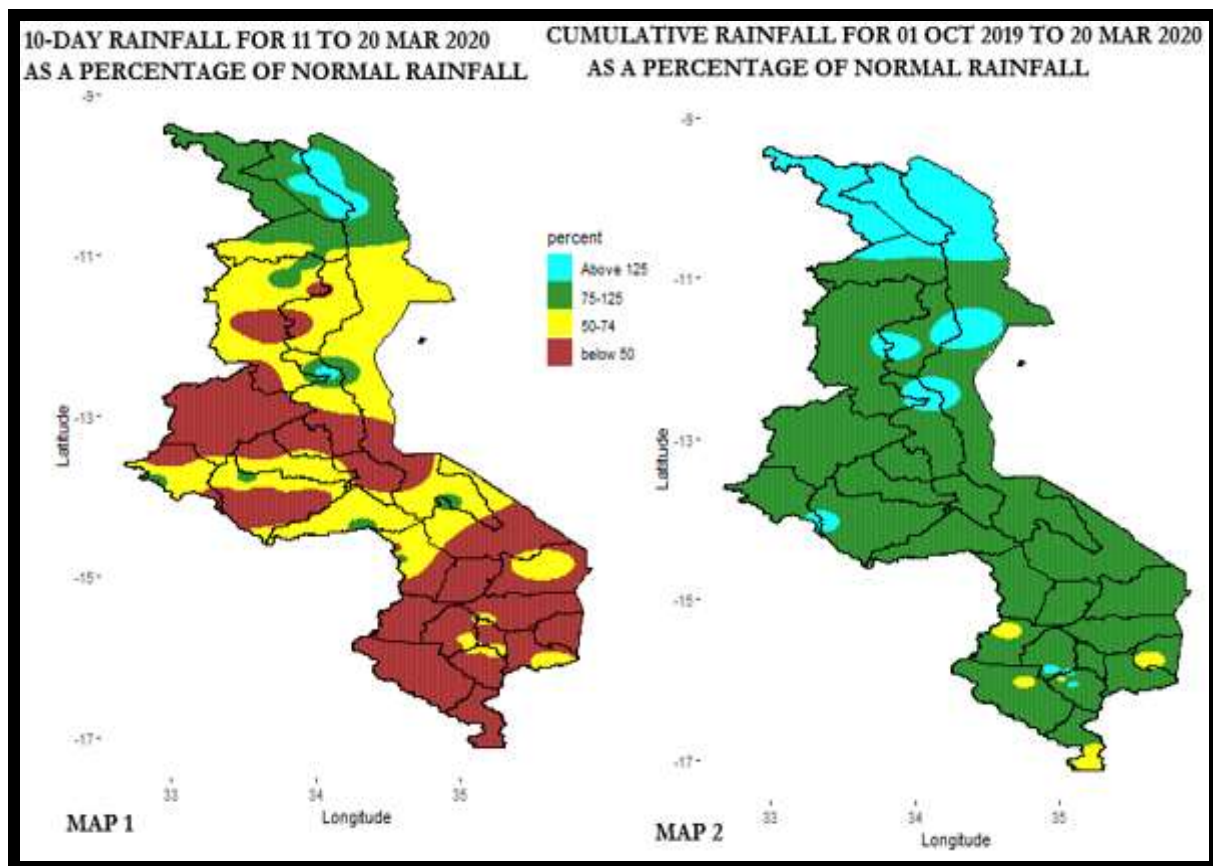 10-DAY RAINFALL FOR 11 TO 20 MAR 2020
AS A PERCENTAGE OF NORMAL RAINFALL
-9
-11
-13
-15
-17
Latitude
33
34
35
Longitude
MAP 1
percent
Above 125
75-125
50-74
below 50
CUMULATIVE RAINFALL FOR 01 OCT 2019 TO 20 MAR 2020
AS A PERCENTAGE OF NORMAL RAINFALL
-9
-11
-13
-15
-17
Latitude
33
34
35
Longitude
MAP 2